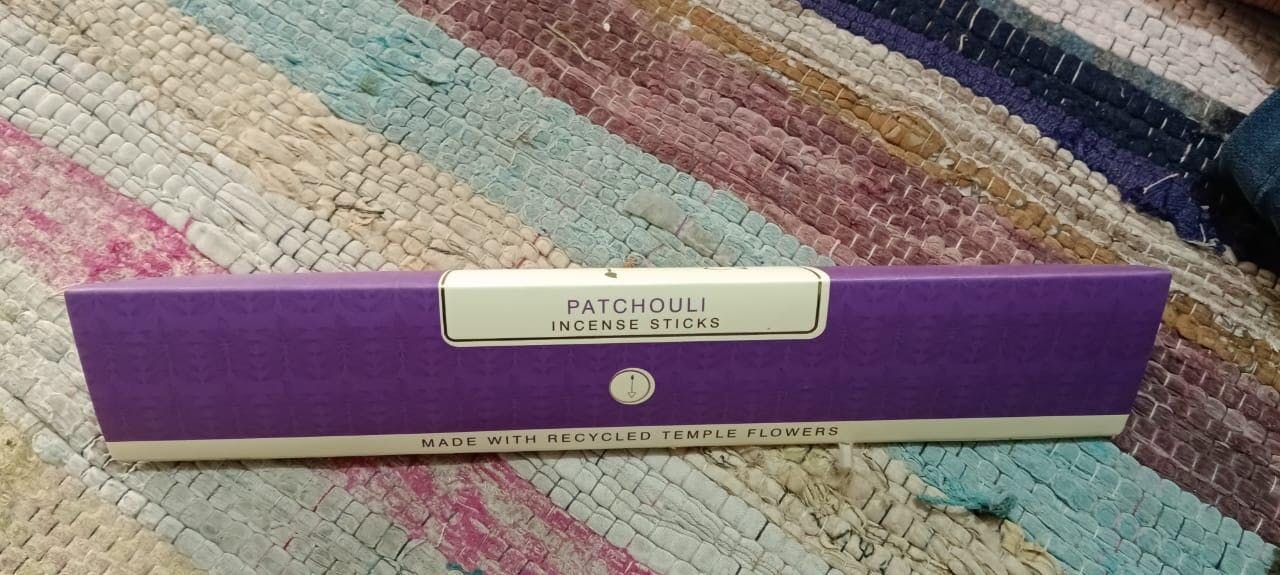 PATCHOULI
INCENSE STICKS
MADE WITH RECYCLED TEMPLE FLOWERS